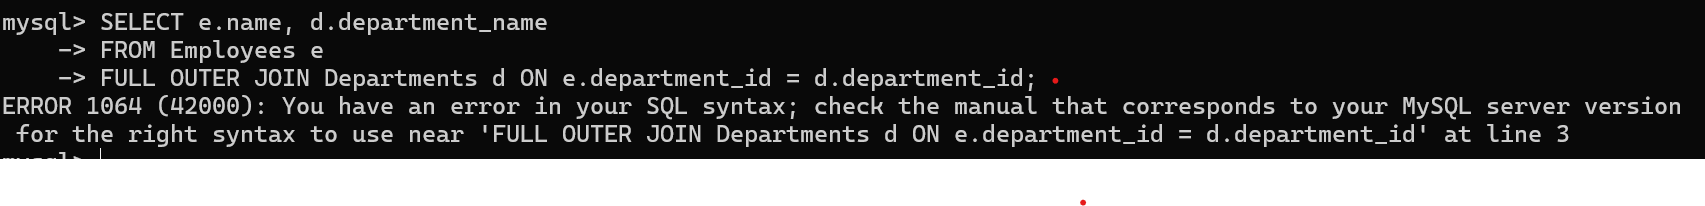 mysql> SELECT e.name, d.department_name
-> FROM Employees e
-> FULL OUTER JOIN Departments d ON e.department_id = d.department_id;
ERROR 1064 (42000): You have an error in your SQL syntax; check the manual that corresponds to your MySQL server version
for the right syntax to use near 'FULL OUTER JOIN Departments d ON e.department_id = d.department_id' at line 3
mysql>